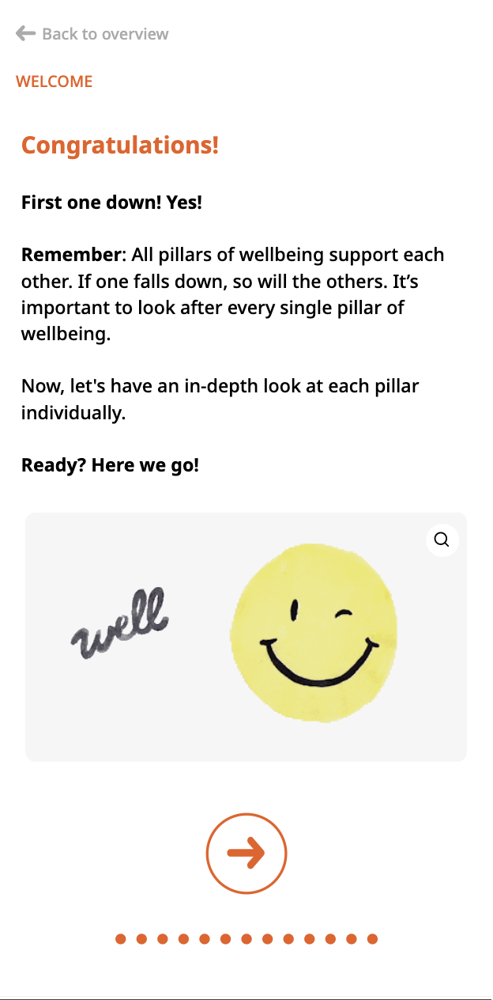 Back to overview
WELCOME
Congratulations!
First one down! Yes!
Remember: All pillars of wellbeing support each
other. If one falls down, so will the others. It’s
important to look after every single pillar of
wellbeing.
Now, let's have an in-depth look at each pillar
individually.
Ready? Here we go!
well